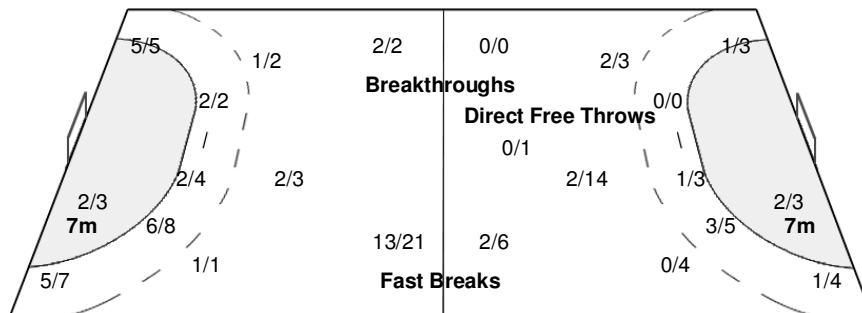 5/5 2/2 0/0 1/3
1/2 2/3
Breakthroughs
2/2 0/0
Direct Free Throws
0/1
2/4 2/3 2/14 1/3
2/3 2/3
7m 6/8 3/5 7m
13/21 2/6
1/1 0/4
5/7 Fast Breaks 1/4